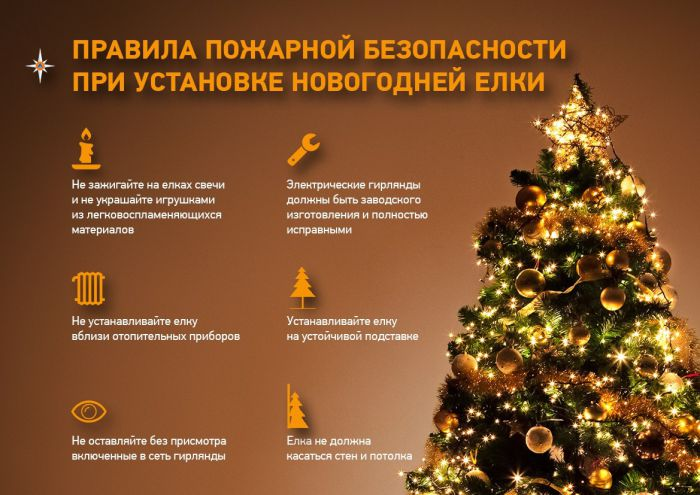 ПРАВИЛА ПОЖАРНОЙ БЕЗОПАСНОСТИ
ПРИ УСТАНОВКЕ НОВОГОДНЕЙ ЕЛКИ
Не зажигайте на елках свечи
и не украшайте игрушками
из легковоспламеняющихся
материалов
Электрические гирлянды
должны быть заводского
изготовления и полностью
исправными
Не устанавливайте елку
вблизи отопительных приборов
Устанавливайте елку
на устойчивой подставке
Не оставляйте без присмотра
включенные в сеть гирлянды
Елка не должна
касаться стен и потолка